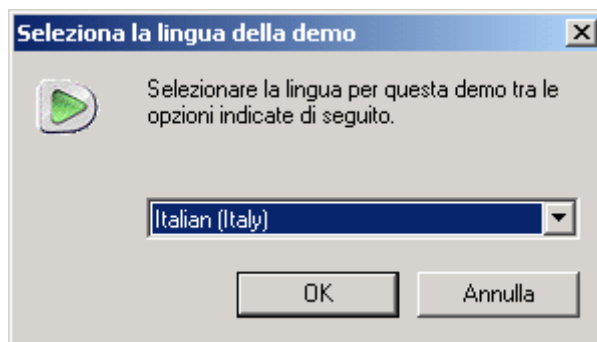 Seleziona la lingua della demo
Selezionare la lingua per questa demo tra le
opzioni indicate di seguito.
Italian (Italy)
OK
Annulla